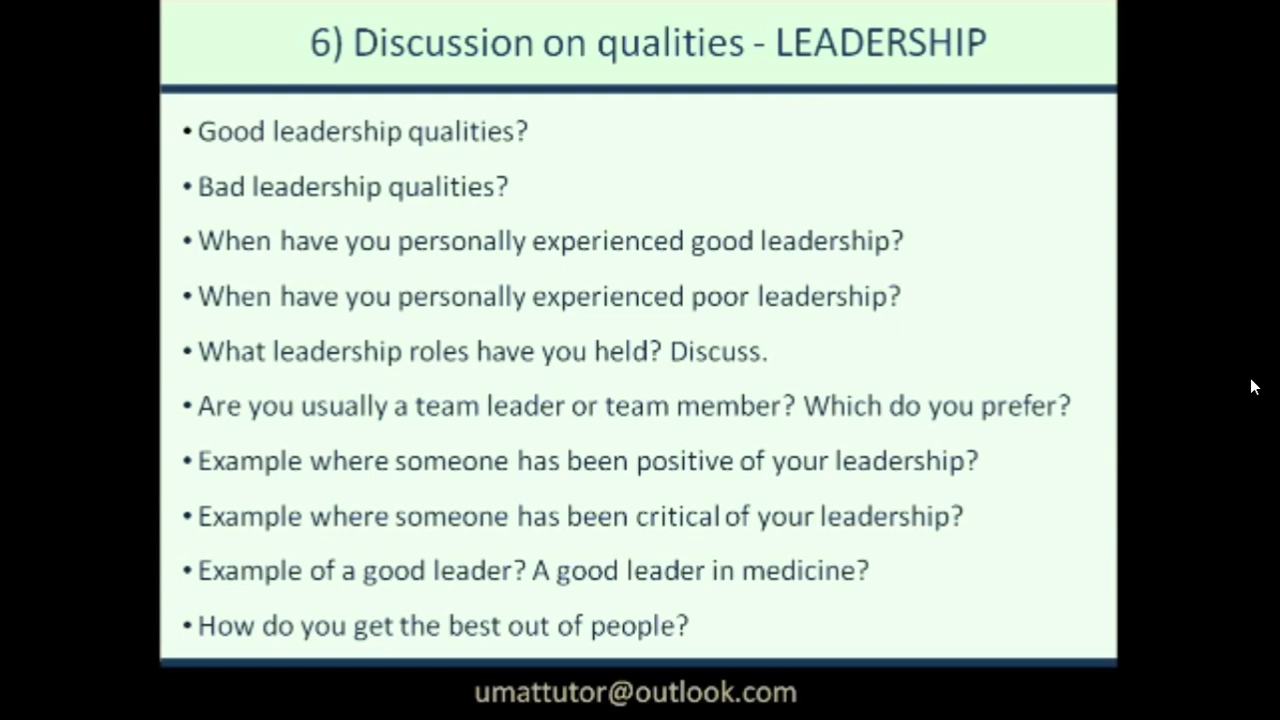 6) Discussion on qualities - LEADERSHIP
• Good leadership qualities?
• Bad leadership qualities?
• When have you personally experienced good leadership?
• When have you personally experienced poor leadership?
• What leadership roles have you held? Discuss.
• Are you usually a team leader or team member? Which do you prefer?
• Example where someone has been positive of your leadership?
• Example where someone has been critical of your leadership?
• Example of a good leader? A good leader in medicine?
• How do you get the best out of people?
umattutor@outlook.com